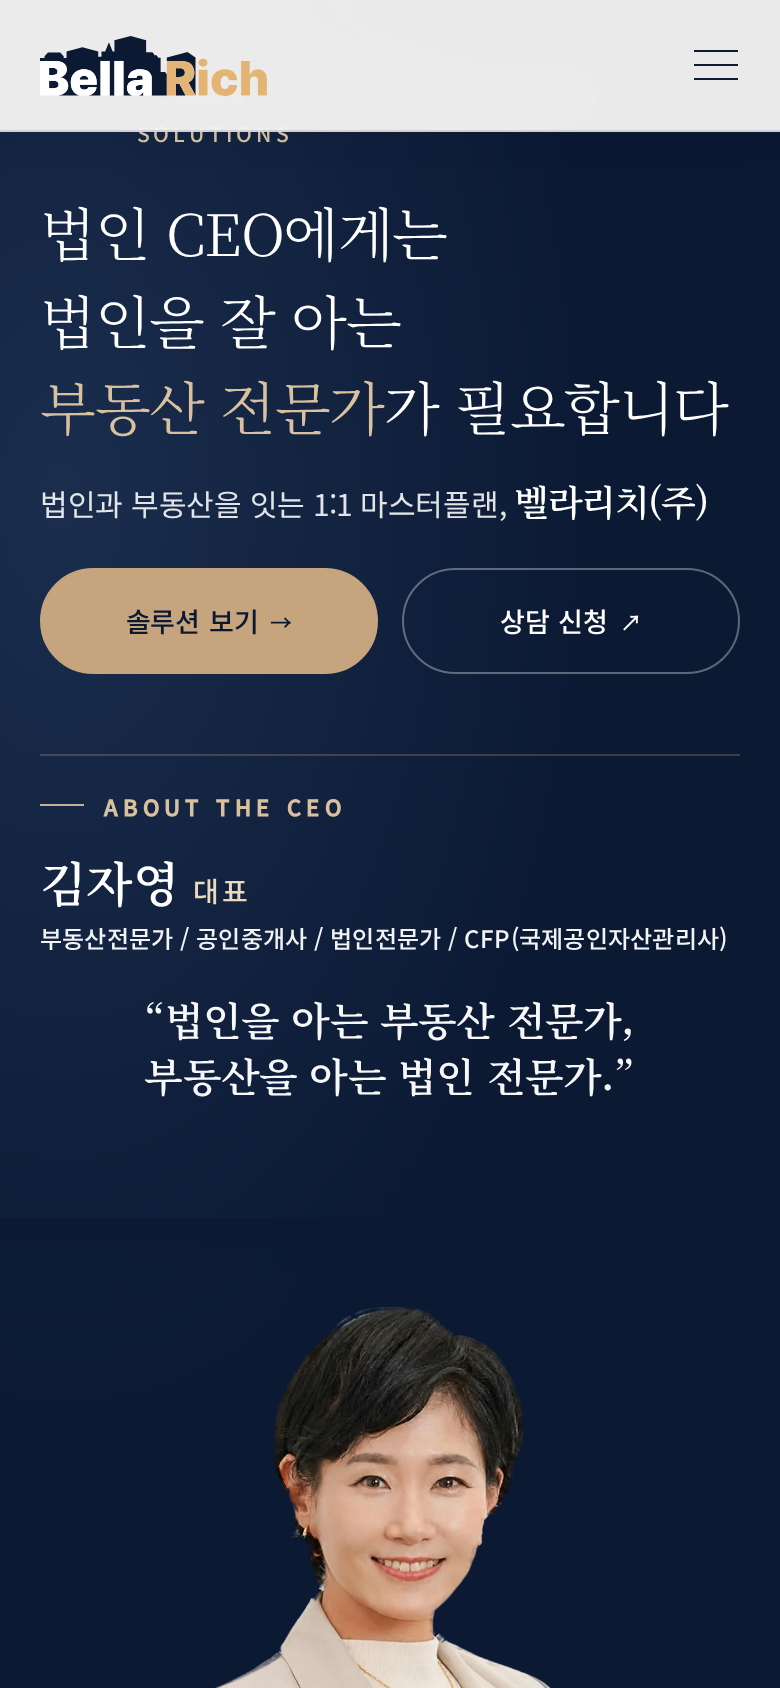 Bella Rich
SOLUTIONS
법인 CEO에게는
법인을 잘 아는
부동산 전문가가 필요합니다
법인과 부동산을 잇는 1:1 마스터플랜, 벨라리치(주)
솔루션 보기 →
상담 신청 ↗
ABOUT THE CEO
김자영 대표
부동산전문가 / 공인중개사 / 법인전문가 / CFP(국제공인자산관리사)
“법인을 아는 부동산 전문가,
부동산을 아는 법인 전문가.”